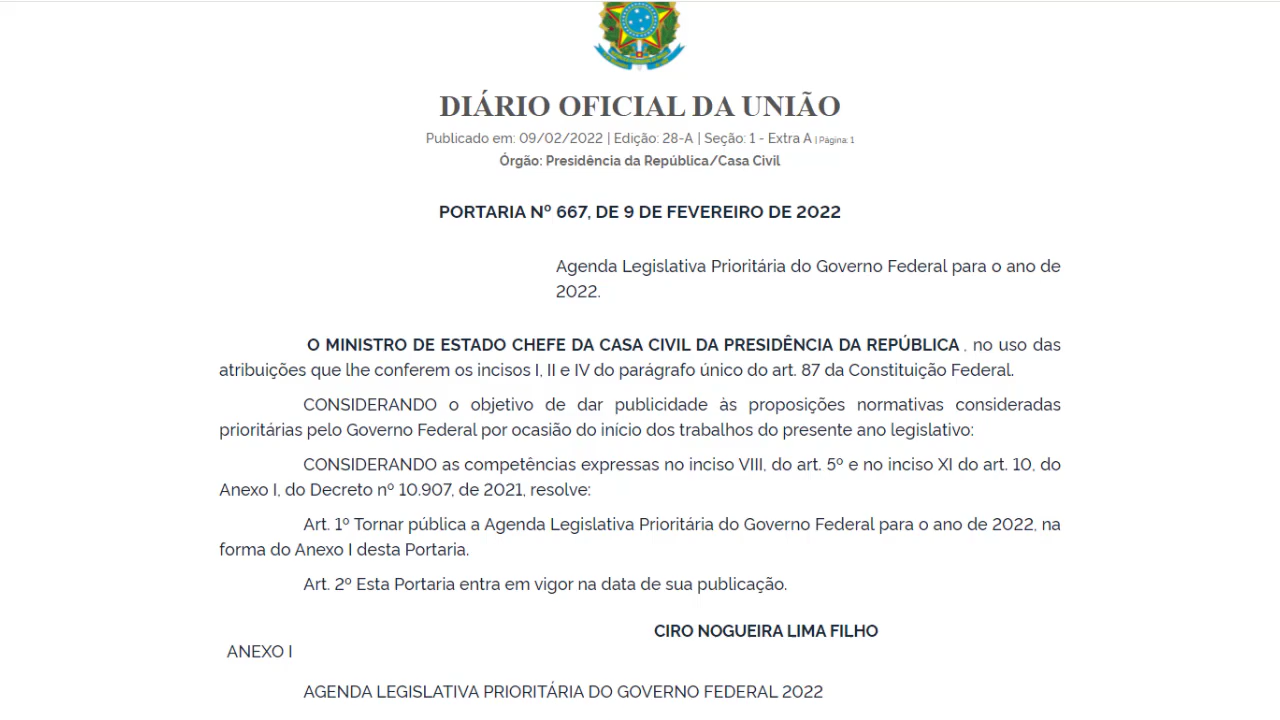 DIÁRIO OFICIAL DA UNIÃO
Publicado em: 09/02/2022 | Edição: 28-A | Seção: 1 - Extra A | Página: 1
Órgão: Presidência da República/Casa Civil
PORTARIA Nº 667, DE 9 DE FEVEREIRO DE 2022
Agenda Legislativa Prioritária do Governo Federal para o ano de
2022.
O MINISTRO DE ESTADO CHEFE DA CASA CIVIL DA PRESIDÊNCIA DA REPÚBLICA , no uso das
atribuições que lhe conferem os incisos I, II e IV do parágrafo único do art. 87 da Constituição Federal.
CONSIDERANDO o objetivo de dar publicidade às proposições normativas consideradas
prioritárias pelo Governo Federal por ocasião do início dos trabalhos do presente ano legislativo:
CONSIDERANDO as competências expressas no inciso VIII, do art. 5º e no inciso XI do art. 10, do
Anexo I, do Decreto nº 10.907, de 2021, resolve:
Art. 1º Tornar pública a Agenda Legislativa Prioritária do Governo Federal para o ano de 2022, na
forma do Anexo I desta Portaria.
Art. 2º Esta Portaria entra em vigor na data de sua publicação.
CIRO NOGUEIRA LIMA FILHO
ANEXO I
AGENDA LEGISLATIVA PRIORITÁRIA DO GOVERNO FEDERAL 2022